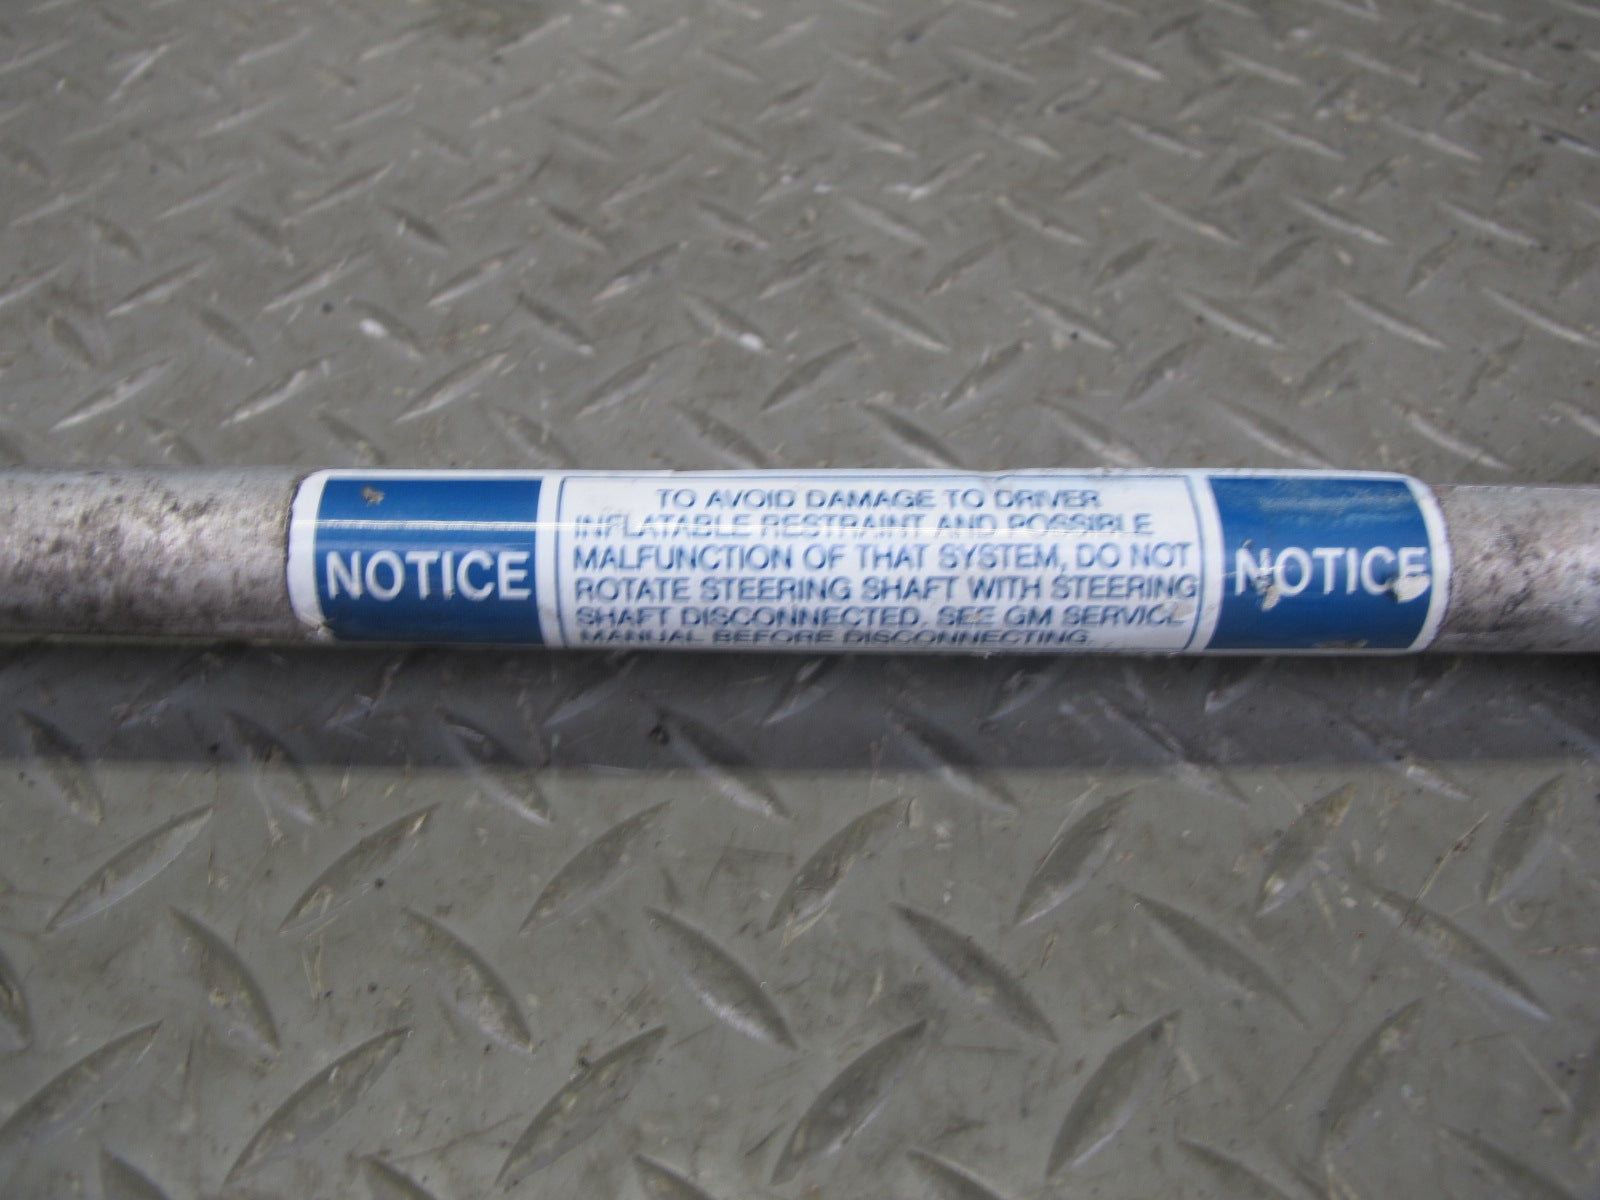 NOTICE
TO AVOID DAMAGE TO DRIVER
INFLATABLE RESTRAINT AND POSSIBLE
MALFUNCTION OF THAT SYSTEM, DO NOT
ROTATE STEERING SHAFT WITH STEERING
SHAFT DISCONNECTED. SEE GM SERVICE
MANUAL BEFORE DISCONNECTING.
NOTICE